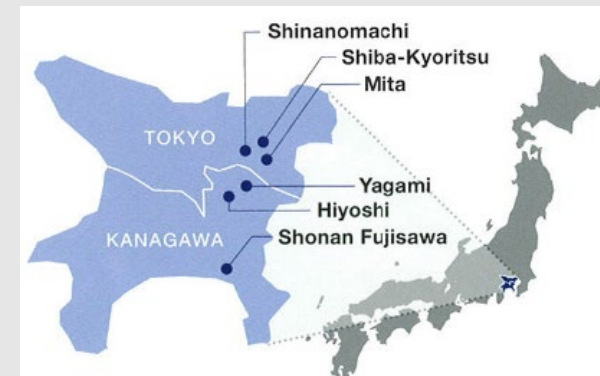 Shinanomachi
Shiba-Kyoritsu
Mita
TOKYO
Yagami
Hiyoshi
KANAGAWA
Shonan Fujisawa